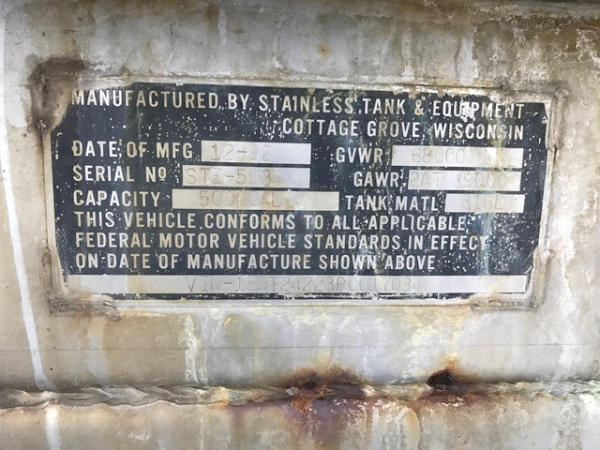 MANUFACTURED BY STAINLESS TANK & EQUIPMENT
COTTAGE GROVE, WISCONSIN
DATE OF MFG GVWR
SERIAL NO GAWR
CAPACITY TANK MATL
THIS VEHICLE CONFORMS TO ALL APPLICABLE
FEDERAL MOTOR VEHICLE STANDARDS IN EFFECT
ON DATE OF MANUFACTURE SHOWN ABOVE